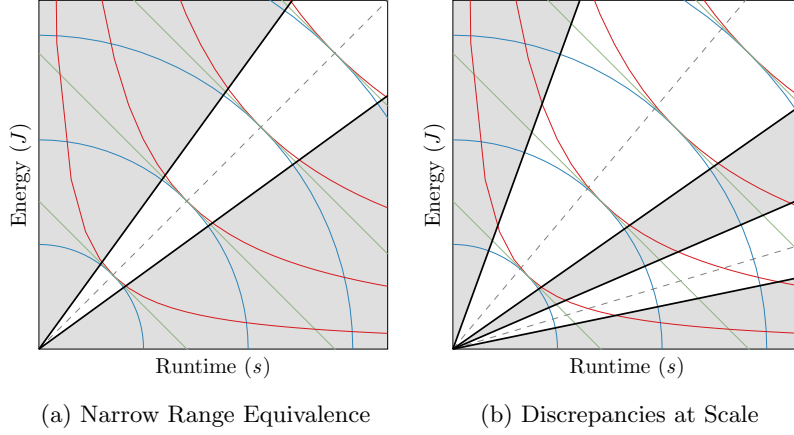 Energy (J)
Runtime (s)
(a) Narrow Range Equivalence
Energy (J)
Runtime (s)
(b) Discrepancies at Scale